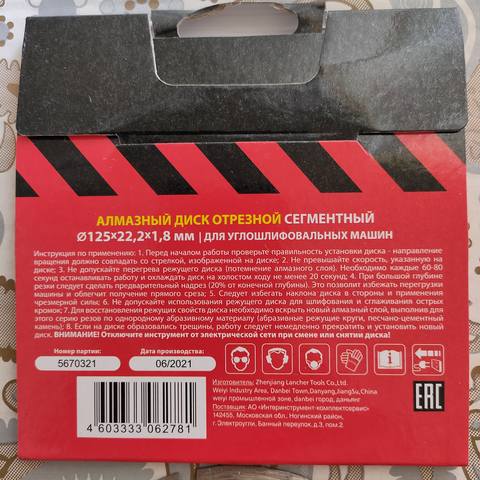 АЛМАЗНЫЙ ДИСК ОТРЕЗНОЙ СЕГМЕНТНЫЙ
Ø125х22,2х1,8 мм | ДЛЯ УГЛОШЛИФОВАЛЬНЫХ МАШИН
Инструкция по применению: 1. Перед началом работы проверьте правильность установки диска - направление
вращения должно совпадать со стрелкой, изображенной на диске; 2. Не превышайте скорость, указанную на
диске; 3. Не допускайте перегрева режущего диска (потемнение алмазного слоя). Необходимо каждые 60-80
секунд останавливать работу и охлаждать диск на холостом ходу не менее 20 секунд; 4. При большой глубине
резки следует сделать предварительный надрез (20% от конечной глубины). Это позволит избежать перегрузки
машины и облегчит получение прямого среза; 5. Следует избегать наклона диска в стороны и применения
чрезмерной силы; 6. Не допускайте использования режущего диска для шлифования и сглаживания острых
кромок; 7. Для восстановления режущих свойств диска необходимо вскрыть новый алмазный слой, выполнив для
этого серию резов по однородному абразивному материалу (абразивные режущие круги, песчано-цементный
камень); 8. Если на диске образовались трещины, работу следует немедленно прекратить и установить новый
диск. ВНИМАНИЕ! Отключите инструмент от электрической сети при смене или снятии диска!
Номер партии:
5670321
Дата производства:
06/2021
Изготовитель: Zhenjiang Lancher Tools Co.,Ltd.
Weiyi Industry Area, Danbei Town,Danyang,JiangSu,China
weiyi промышленной зоне, danbei город, даньянг
Поставщик: АО «Интеринструмент-комплектсервис»
142455, Московская обл., Ногинский район,
г.Электроугли, Банный переулок,д.3, пом.2
EAC
4 603333 062781